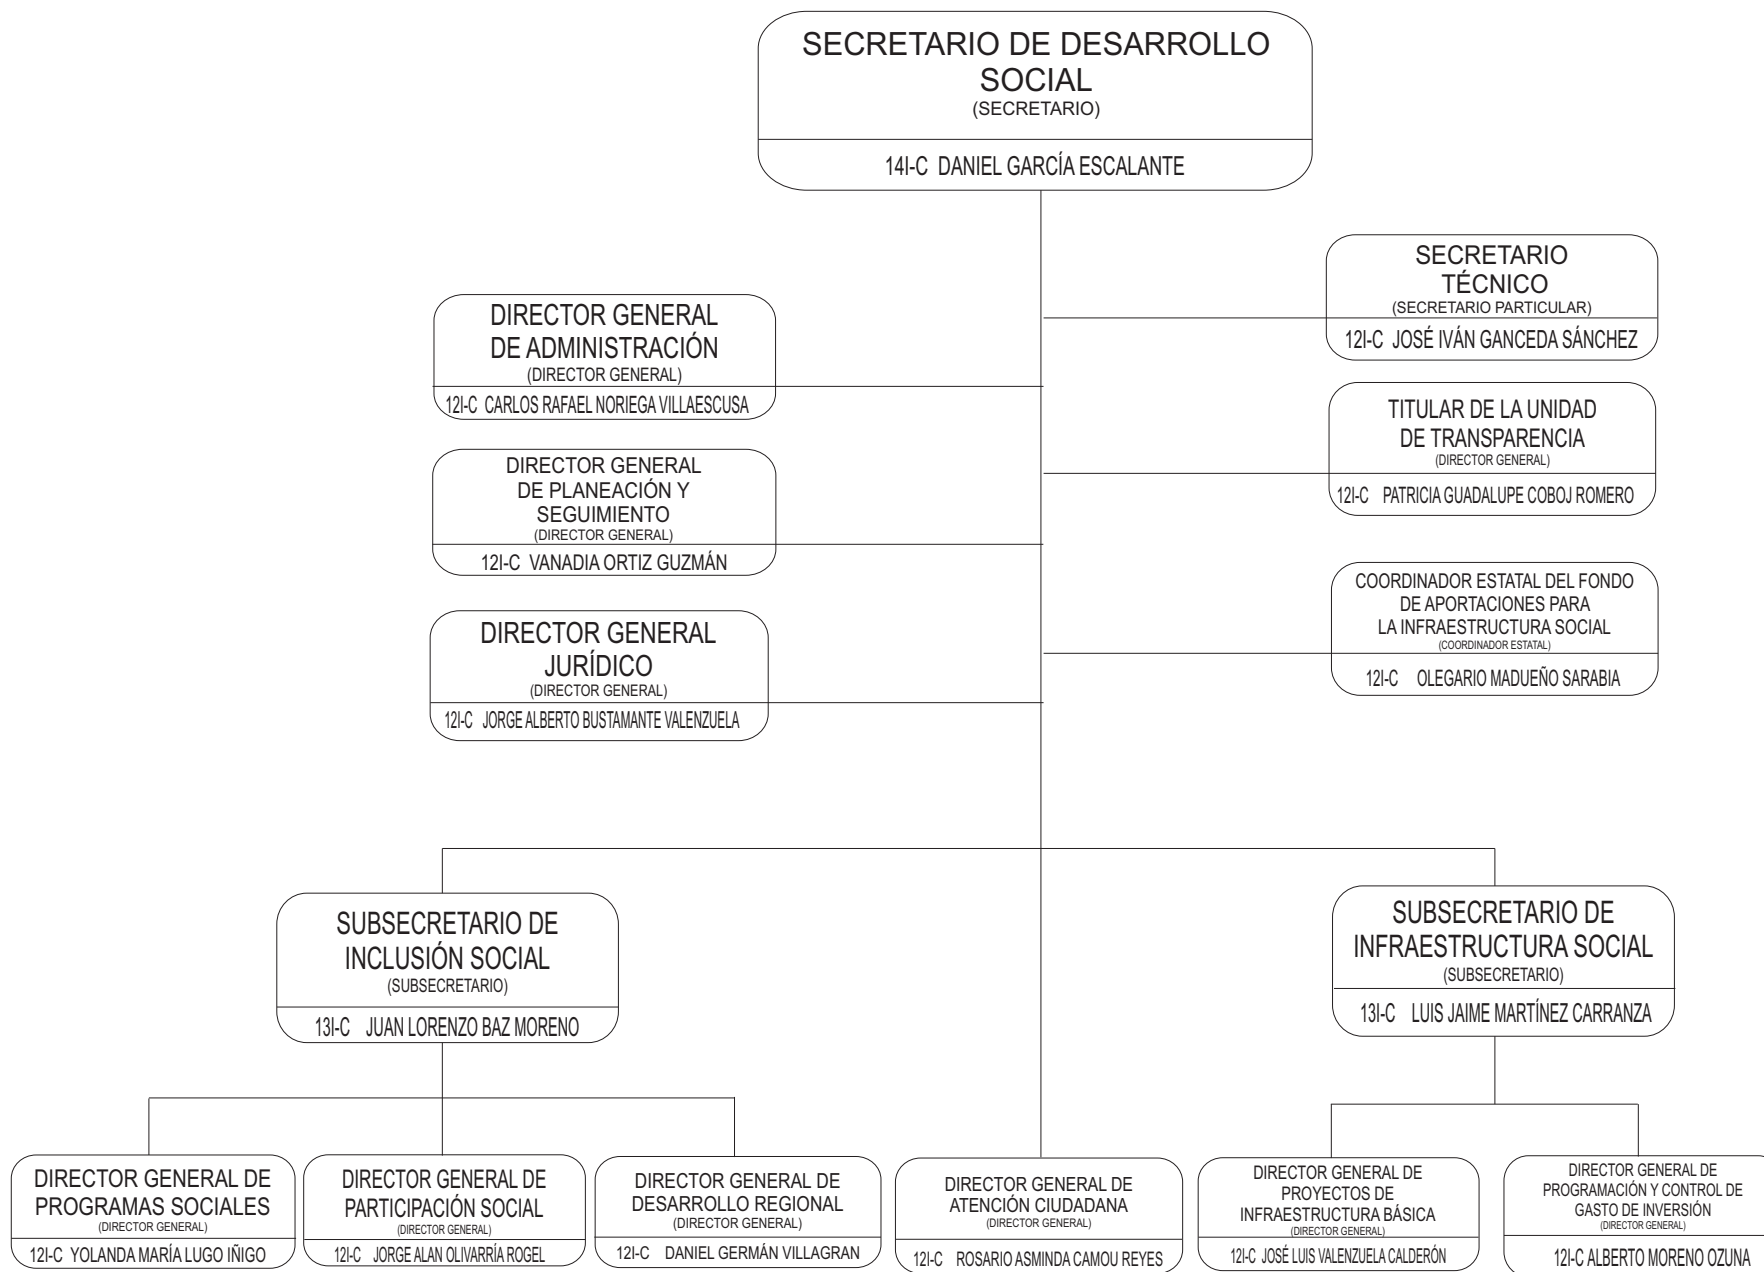 SECRETARIO DE DESARROLLO
SOCIAL
(SECRETARIO)
14I-C DANIEL GARCÍA ESCALANTE
SECRETARIO
TÉCNICO
(SECRETARIO PARTICULAR)
12I-C JOSÉ IVÁN GANCEDA SÁNCHEZ
DIRECTOR GENERAL
DE ADMINISTRACIÓN
(DIRECTOR GENERAL)
12I-C CARLOS RAFAEL NORIEGA VILLAESCUSA
TITULAR DE LA UNIDAD
DE TRANSPARENCIA
(DIRECTOR GENERAL)
12I-C PATRICIA GUADALUPE COBOJ ROMERO
DIRECTOR GENERAL
DE PLANEACIÓN Y
SEGUIMIENTO
(DIRECTOR GENERAL)
12I-C VANADIA ORTIZ GUZMÁN
COORDINADOR ESTATAL DEL FONDO
DE APORTACIONES PARA
LA INFRAESTRUCTURA SOCIAL
(COORDINADOR ESTATAL)
12I-C OLEGARIO MADUEÑO SARABIA
DIRECTOR GENERAL
JURÍDICO
(DIRECTOR GENERAL)
12I-C JORGE ALBERTO BUSTAMANTE VALENZUELA
SUBSECRETARIO DE
INCLUSIÓN SOCIAL
(SUBSECRETARIO)
13I-C JUAN LORENZO BAZ MORENO
SUBSECRETARIO DE
INFRAESTRUCTURA SOCIAL
(SUBSECRETARIO)
13I-C LUIS JAIME MARTÍNEZ CARRANZA
DIRECTOR GENERAL DE
PROGRAMAS SOCIALES
(DIRECTOR GENERAL)
12I-C YOLANDA MARÍA LUGO IÑIGO
DIRECTOR GENERAL DE
PARTICIPACIÓN SOCIAL
(DIRECTOR GENERAL)
12I-C JORGE ALAN OLIVARRÍA ROGEL
DIRECTOR GENERAL DE
DESARROLLO REGIONAL
(DIRECTOR GENERAL)
12I-C DANIEL GERMÁN VILLAGRAN
DIRECTOR GENERAL DE
ATENCIÓN CIUDADANA
(DIRECTOR GENERAL)
12I-C ROSARIO ASMINDA CAMOU REYES
DIRECTOR GENERAL DE
PROYECTOS DE
INFRAESTRUCTURA BÁSICA
(DIRECTOR GENERAL)
12I-C JOSÉ LUIS VALENZUELA CALDERÓN
DIRECTOR GENERAL DE
PROGRAMACIÓN Y CONTROL DE
GASTO DE INVERSIÓN
(DIRECTOR GENERAL)
12I-C ALBERTO MORENO OZUNA